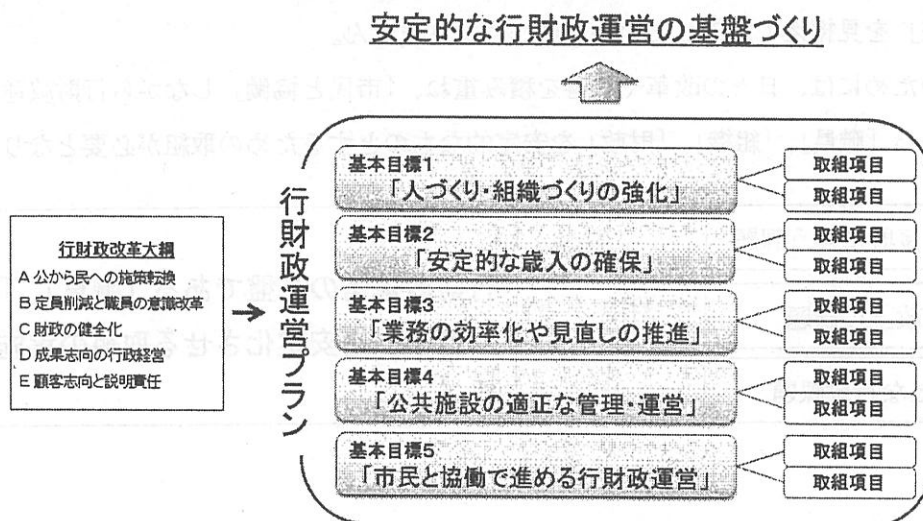 安定的な行財政運営の基盤づくり
行財政改革大綱
A 公から民への施策転換
B 定員削減と職員の意識改革
C 財政の健全化
D 成果志向の行政経営
E 顧客志向と説明責任
行財政運営プラン
基本目標1
「人づくり・組織づくりの強化」
取組項目
取組項目
基本目標2
「安定的な歳入の確保」
取組項目
取組項目
基本目標3
「業務の効率化や見直しの推進」
取組項目
取組項目
基本目標4
「公共施設の適正な管理・運営」
取組項目
取組項目
基本目標5
「市民と協働で進める行財政運営」
取組項目
取組項目